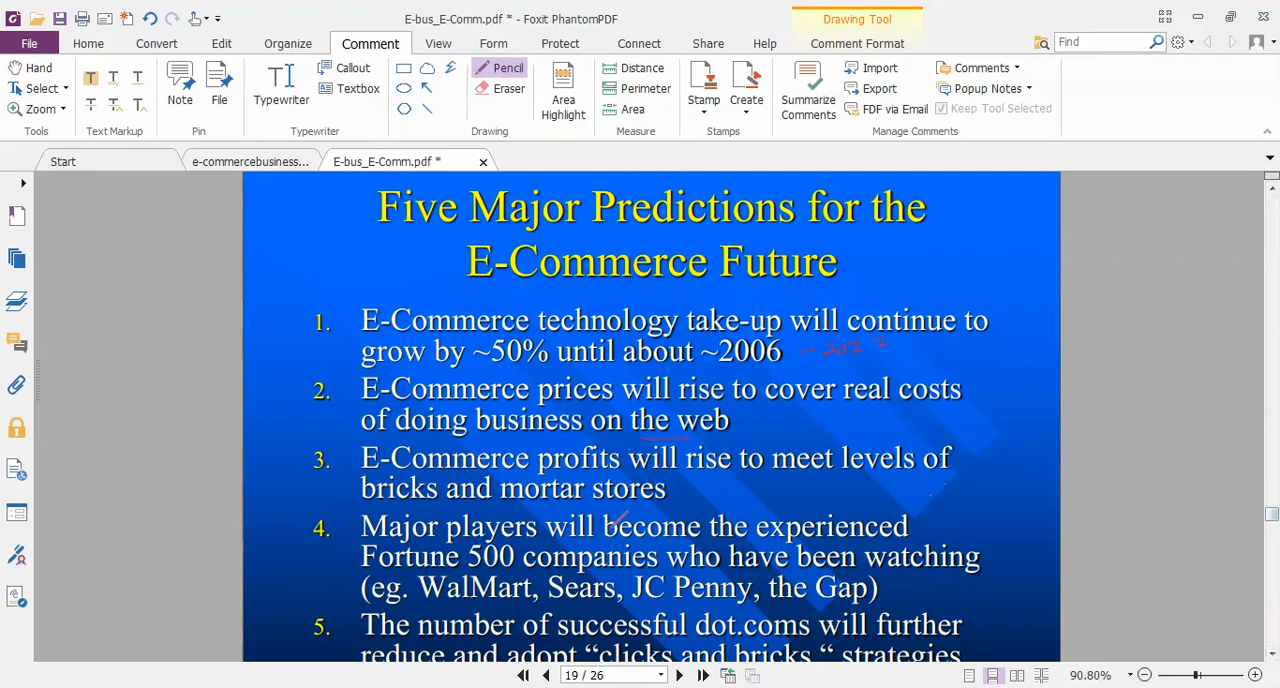 E-bus_E-Comm.pdf * - Foxit PhantomPDF
Drawing Tool
File Home Convert Edit Organize Comment View Form Protect Connect Share Help Comment Format Find
Hand
Select
Zoom
Tools
Text Markup
Note
File
Pin
Typewriter
Callout
Textbox
Typewriter
Pencil
Eraser
Drawing
Area
Highlight
Distance
Perimeter
Area
Measure
Stamp
Create
Stamps
Summarize
Comments
Import
Export
FDF via Email
Comments
Popup Notes
Keep Tool Selected
Manage Comments
Start e-commercebusiness... E-bus_E-Comm.pdf *
Five Major Predictions for the
E-Commerce Future
1. E-Commerce technology take-up will continue to
grow by ~50% until about ~2006
2. E-Commerce prices will rise to cover real costs
of doing business on the web
3. E-Commerce profits will rise to meet levels of
bricks and mortar stores
4. Major players will become the experienced
Fortune 500 companies who have been watching
(eg. WalMart, Sears, JC Penny, the Gap)
5. The number of successful dot.coms will further
reduce and adopt “clicks and bricks “ strategies
19 / 26 90.80%